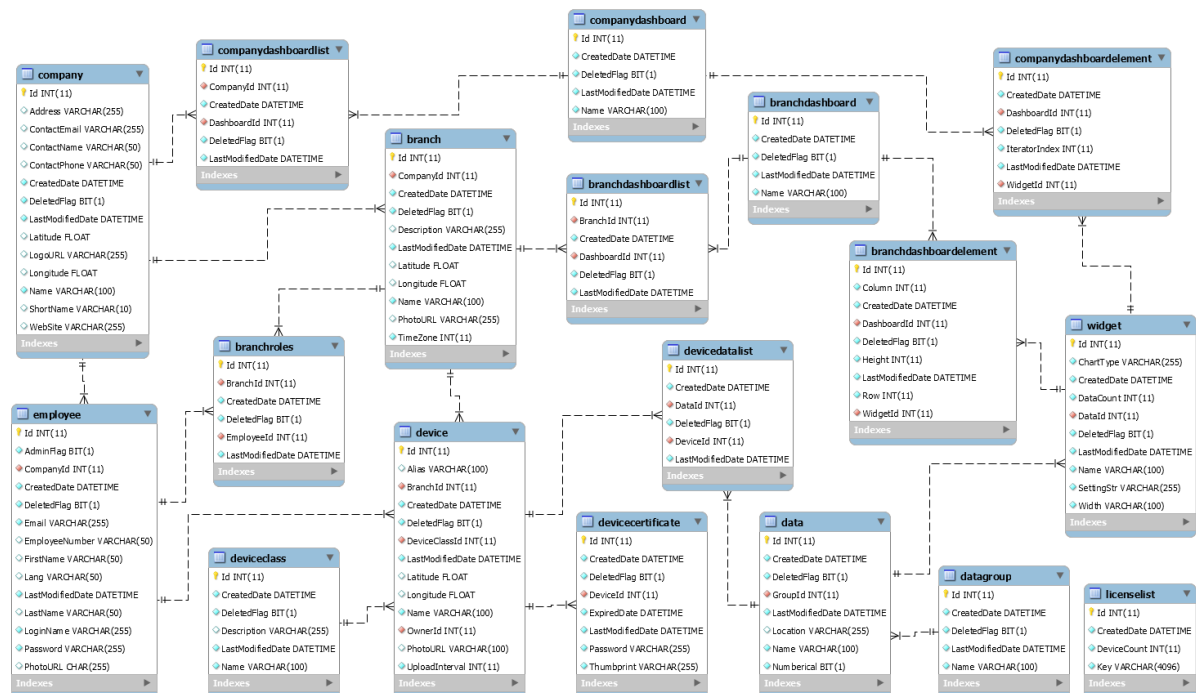 companydashboard
Id INT(11)
CreatedDate DATETIME
DeletedFlag BIT(1)
LastModifiedDate DATETIME
Name VARCHAR(100)
Indexes
companydashboardlist
Id INT(11)
CompanyId INT(11)
CreatedDate DATETIME
DashboardId INT(11)
DeletedFlag BIT(1)
LastModifiedDate DATETIME
Indexes
companydashboardelement
Id INT(11)
CreatedDate DATETIME
DashboardId INT(11)
DeletedFlag BIT(1)
IteratorIndex INT(11)
LastModifiedDate DATETIME
WidgetId INT(11)
Indexes
company
Id INT(11)
Address VARCHAR(255)
ContactEmail VARCHAR(255)
ContactName VARCHAR(50)
ContactPhone VARCHAR(50)
CreatedDate DATETIME
DeletedFlag BIT(1)
LastModifiedDate DATETIME
Latitude FLOAT
LogoURL VARCHAR(255)
Longitude FLOAT
Name VARCHAR(100)
ShortName VARCHAR(10)
WebSite VARCHAR(255)
Indexes
branchdashboard
Id INT(11)
CreatedDate DATETIME
DeletedFlag BIT(1)
LastModifiedDate DATETIME
Name VARCHAR(100)
Indexes
branch
Id INT(11)
CompanyId INT(11)
CreatedDate DATETIME
DeletedFlag BIT(1)
Description VARCHAR(255)
LastModifiedDate DATETIME
Latitude FLOAT
Longitude FLOAT
Name VARCHAR(100)
PhotoURL VARCHAR(255)
TimeZone INT(11)
Indexes
branchdashboardlist
Id INT(11)
BranchId INT(11)
CreatedDate DATETIME
DashboardId INT(11)
DeletedFlag BIT(1)
LastModifiedDate DATETIME
Indexes
branchdashboardelement
Id INT(11)
Column INT(11)
CreatedDate DATETIME
DashboardId INT(11)
DeletedFlag BIT(1)
Height INT(11)
LastModifiedDate DATETIME
Row INT(11)
WidgetId INT(11)
Indexes
widget
Id INT(11)
ChartType VARCHAR(255)
CreatedDate DATETIME
DataCount INT(11)
DataId INT(11)
DeletedFlag BIT(1)
LastModifiedDate DATETIME
Name VARCHAR(100)
SettingStr VARCHAR(255)
Width VARCHAR(100)
Indexes
branchroles
Id INT(11)
BranchId INT(11)
CreatedDate DATETIME
DeletedFlag BIT(1)
EmployeeId INT(11)
LastModifiedDate DATETIME
Indexes
devicedatalist
Id INT(11)
CreatedDate DATETIME
DataId INT(11)
DeletedFlag BIT(1)
DeviceId INT(11)
LastModifiedDate DATETIME
Indexes
employee
Id INT(11)
AdminFlag BIT(1)
CompanyId INT(11)
CreatedDate DATETIME
DeletedFlag BIT(1)
Email VARCHAR(255)
EmployeeNumber VARCHAR(50)
FirstName VARCHAR(50)
Lang VARCHAR(50)
LastModifiedDate DATETIME
LastName VARCHAR(50)
LoginName VARCHAR(255)
Password VARCHAR(255)
PhotoURL CHAR(255)
Indexes
device
Id INT(11)
Alias VARCHAR(100)
BranchId INT(11)
CreatedDate DATETIME
DeletedFlag BIT(1)
DeviceClassId INT(11)
LastModifiedDate DATETIME
Latitude FLOAT
Longitude FLOAT
Name VARCHAR(100)
OwnerId INT(11)
PhotoURL VARCHAR(100)
UploadInterval INT(11)
Indexes
deviceclass
Id INT(11)
CreatedDate DATETIME
DeletedFlag BIT(1)
Description VARCHAR(255)
LastModifiedDate DATETIME
Name VARCHAR(100)
Indexes
devicecertificate
Id INT(11)
CreatedDate DATETIME
DeletedFlag BIT(1)
DeviceId INT(11)
ExpiredDate DATETIME
LastModifiedDate DATETIME
Password VARCHAR(255)
Thumbprint VARCHAR(255)
Indexes
data
Id INT(11)
CreatedDate DATETIME
DeletedFlag BIT(1)
GroupId INT(11)
LastModifiedDate DATETIME
Location VARCHAR(255)
Name VARCHAR(100)
Numberical BIT(1)
Indexes
datagroup
Id INT(11)
CreatedDate DATETIME
DeletedFlag BIT(1)
LastModifiedDate DATETIME
Name VARCHAR(100)
Indexes
licenselist
Id INT(11)
CreatedDate DATETIME
DeviceCount INT(11)
Key VARCHAR(4096)
Indexes